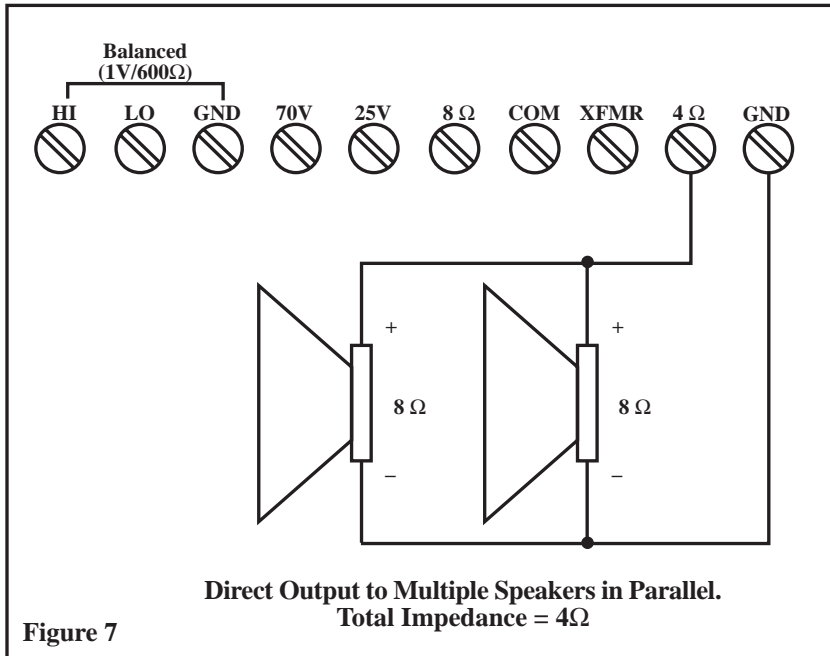 Balanced
(1V/600Ω)
HI LO GND 70V 25V 8 Ω COM XFMR 4 Ω GND
+ +
8 Ω 8 Ω
– –
Direct Output to Multiple Speakers in Parallel.
Total Impedance = 4Ω
Figure 7